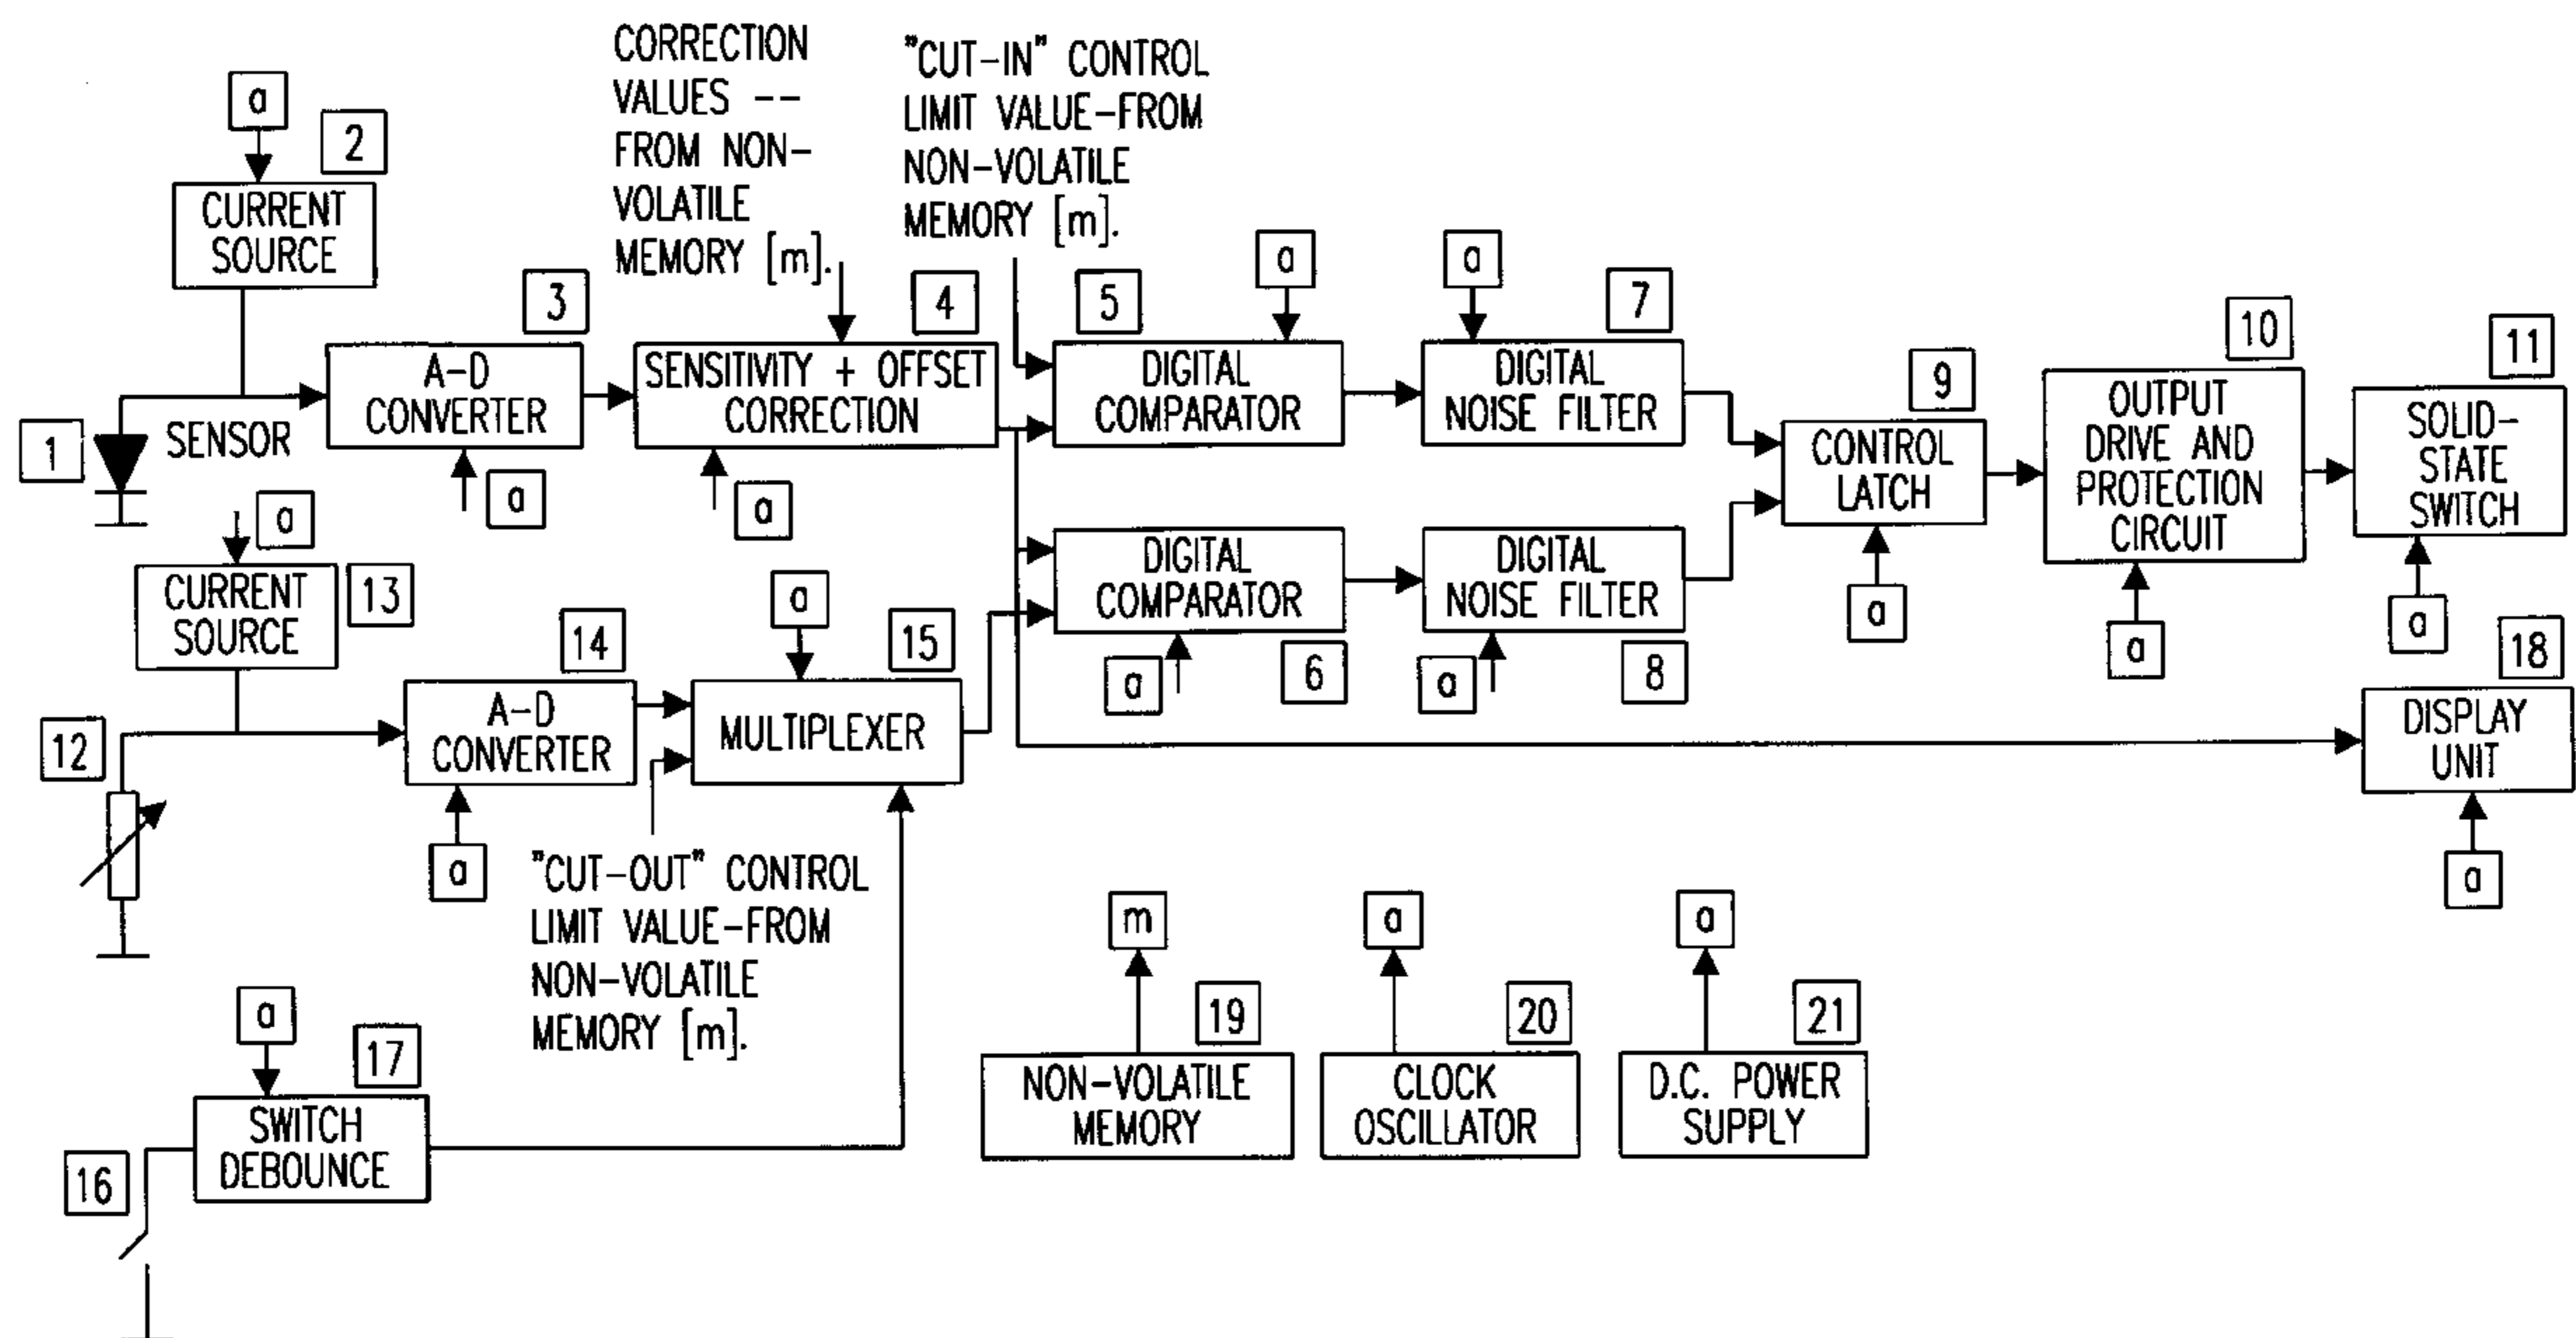 CORRECTION
VALUES --
FROM NON-
VOLATILE
MEMORY [m].
"CUT-IN" CONTROL
LIMIT VALUE-FROM
NON-VOLATILE
MEMORY [m].
a
2
CURRENT
SOURCE
3
A-D
CONVERTER
a
4
SENSITIVITY + OFFSET
CORRECTION
a
5
a
DIGITAL
COMPARATOR
a
7
DIGITAL
NOISE FILTER
9
CONTROL
LATCH
a
10
OUTPUT
DRIVE AND
PROTECTION
CIRCUIT
a
11
SOLID-
STATE
SWITCH
a
1
SENSOR
a
13
CURRENT
SOURCE
12
14
A-D
CONVERTER
a
a
15
MULTIPLEXER
DIGITAL
COMPARATOR
a
6
DIGITAL
NOISE FILTER
a
8
18
DISPLAY
UNIT
a
"CUT-OUT" CONTROL
LIMIT VALUE-FROM
NON-VOLATILE
MEMORY [m].
a
17
SWITCH
DEBOUNCE
16
m
19
NON-VOLATILE
MEMORY
a
20
CLOCK
OSCILLATOR
a
21
D.C. POWER
SUPPLY